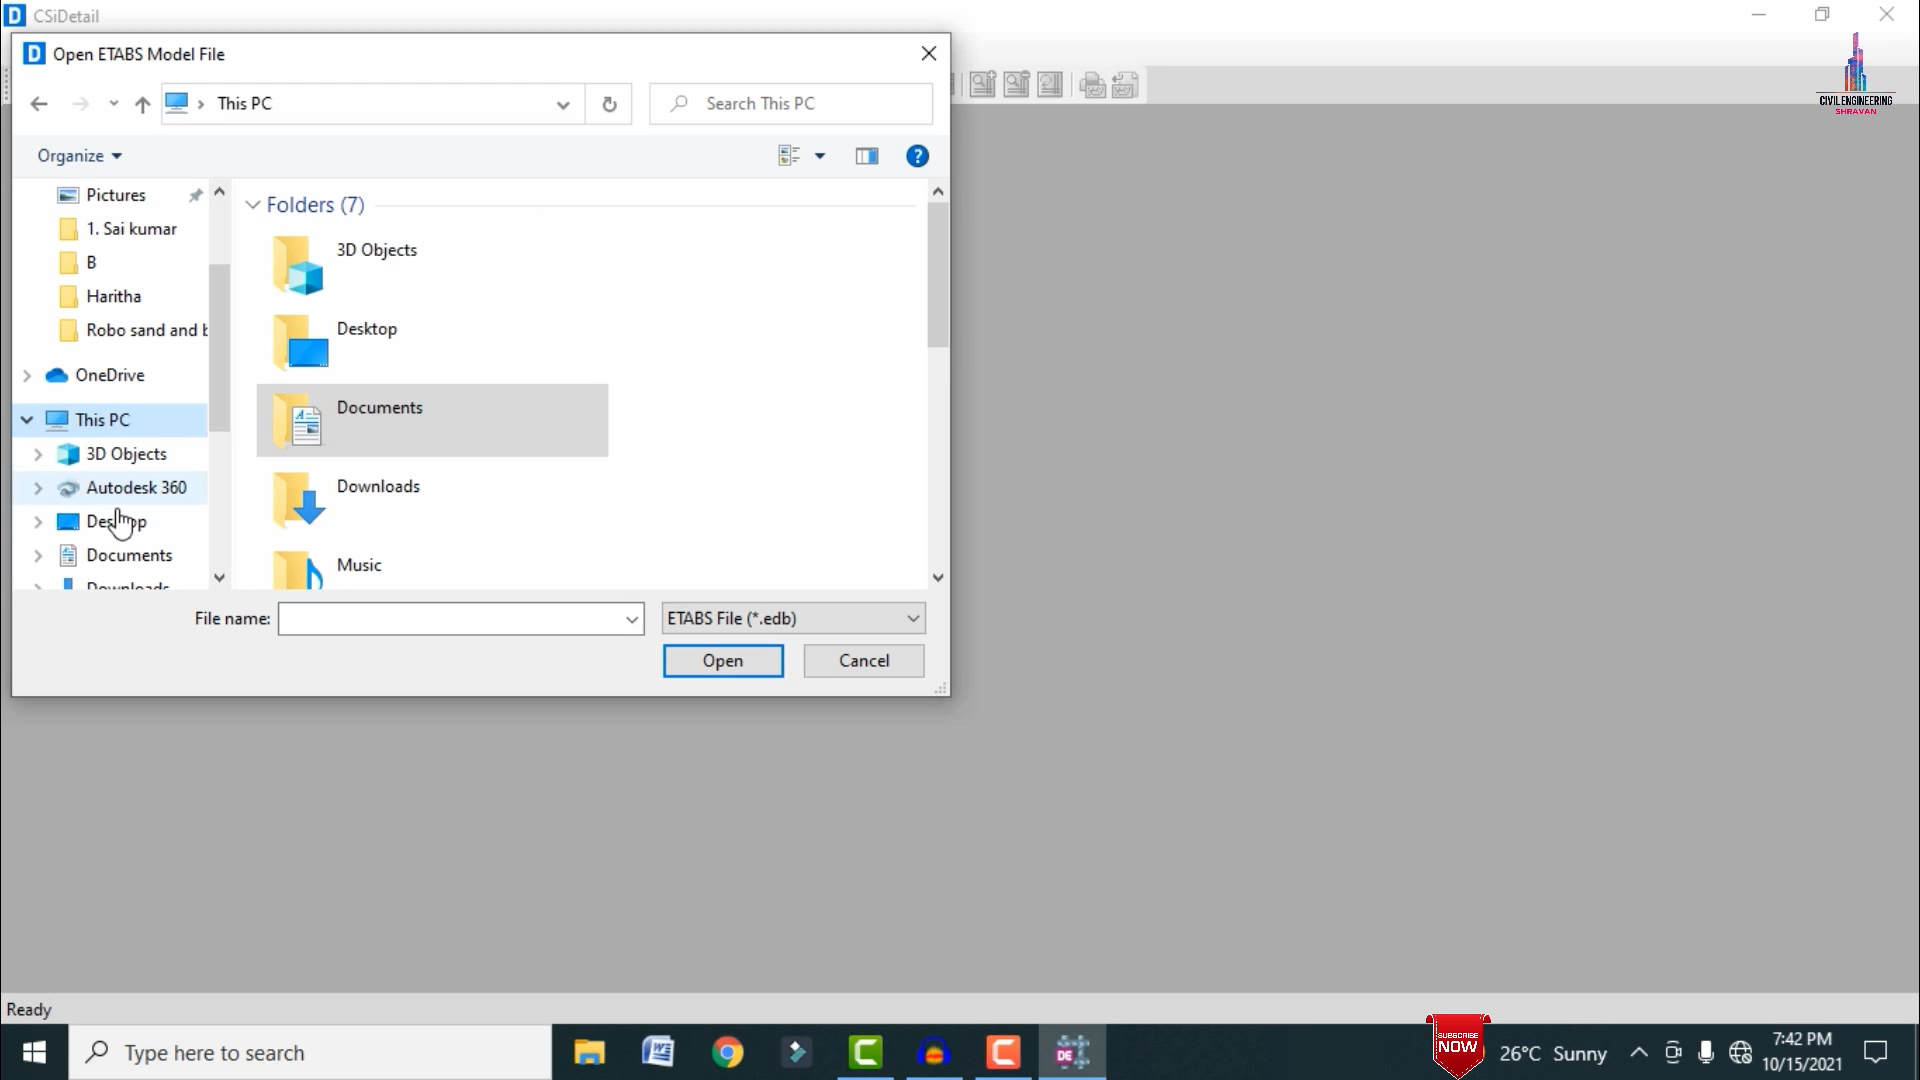 CSiDetail
Open ETABS Model File
This PC
Search This PC
CIVIL ENGINEERING
SHRAVAN
Organize
Pictures
1. Sai kumar
B
Haritha
Robo sand and b
OneDrive
This PC
3D Objects
Autodesk 360
Desktop
Documents
Downloads
Folders (7)
3D Objects
Desktop
Documents
Downloads
Music
File name:
ETABS File (*.edb)
Open
Cancel
Ready
Type here to search
DE
SUBSCRIBE
NOW
26°C Sunny
7:42 PM
10/15/2021